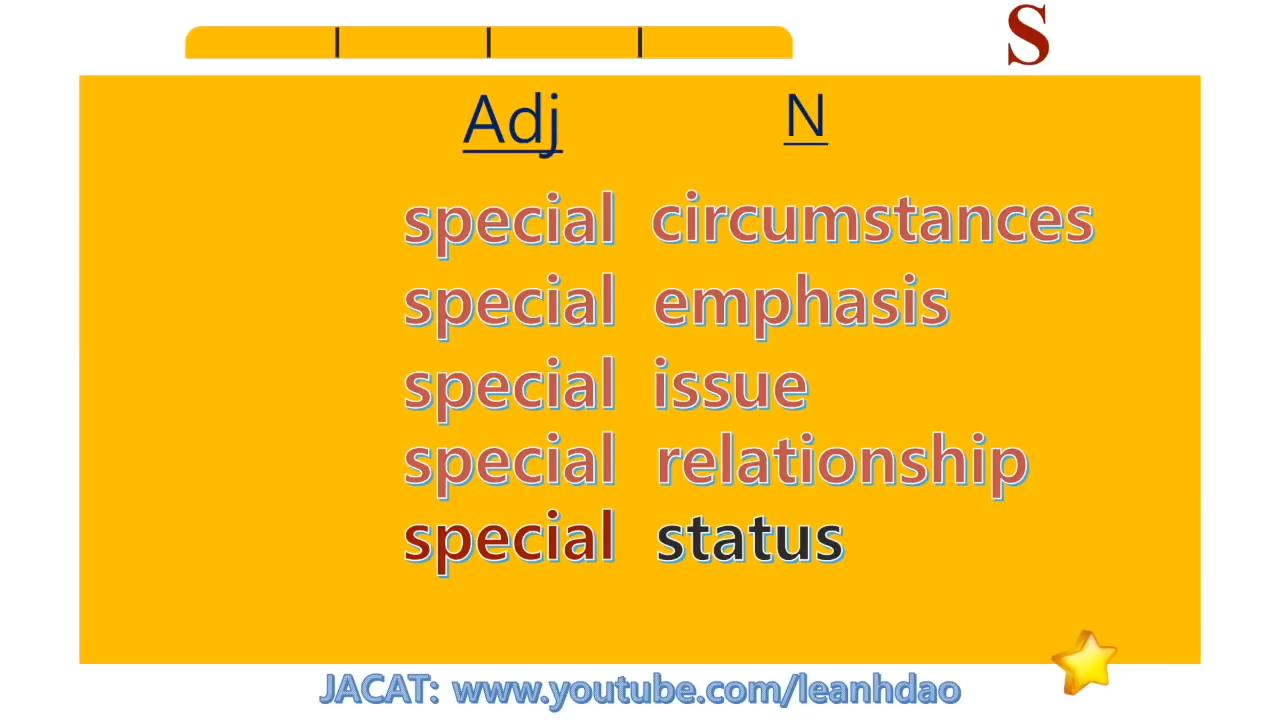 S
Adj N
special circumstances
special emphasis
special issue
special relationship
special status
JACAT: www.youtube.com/leanhdao